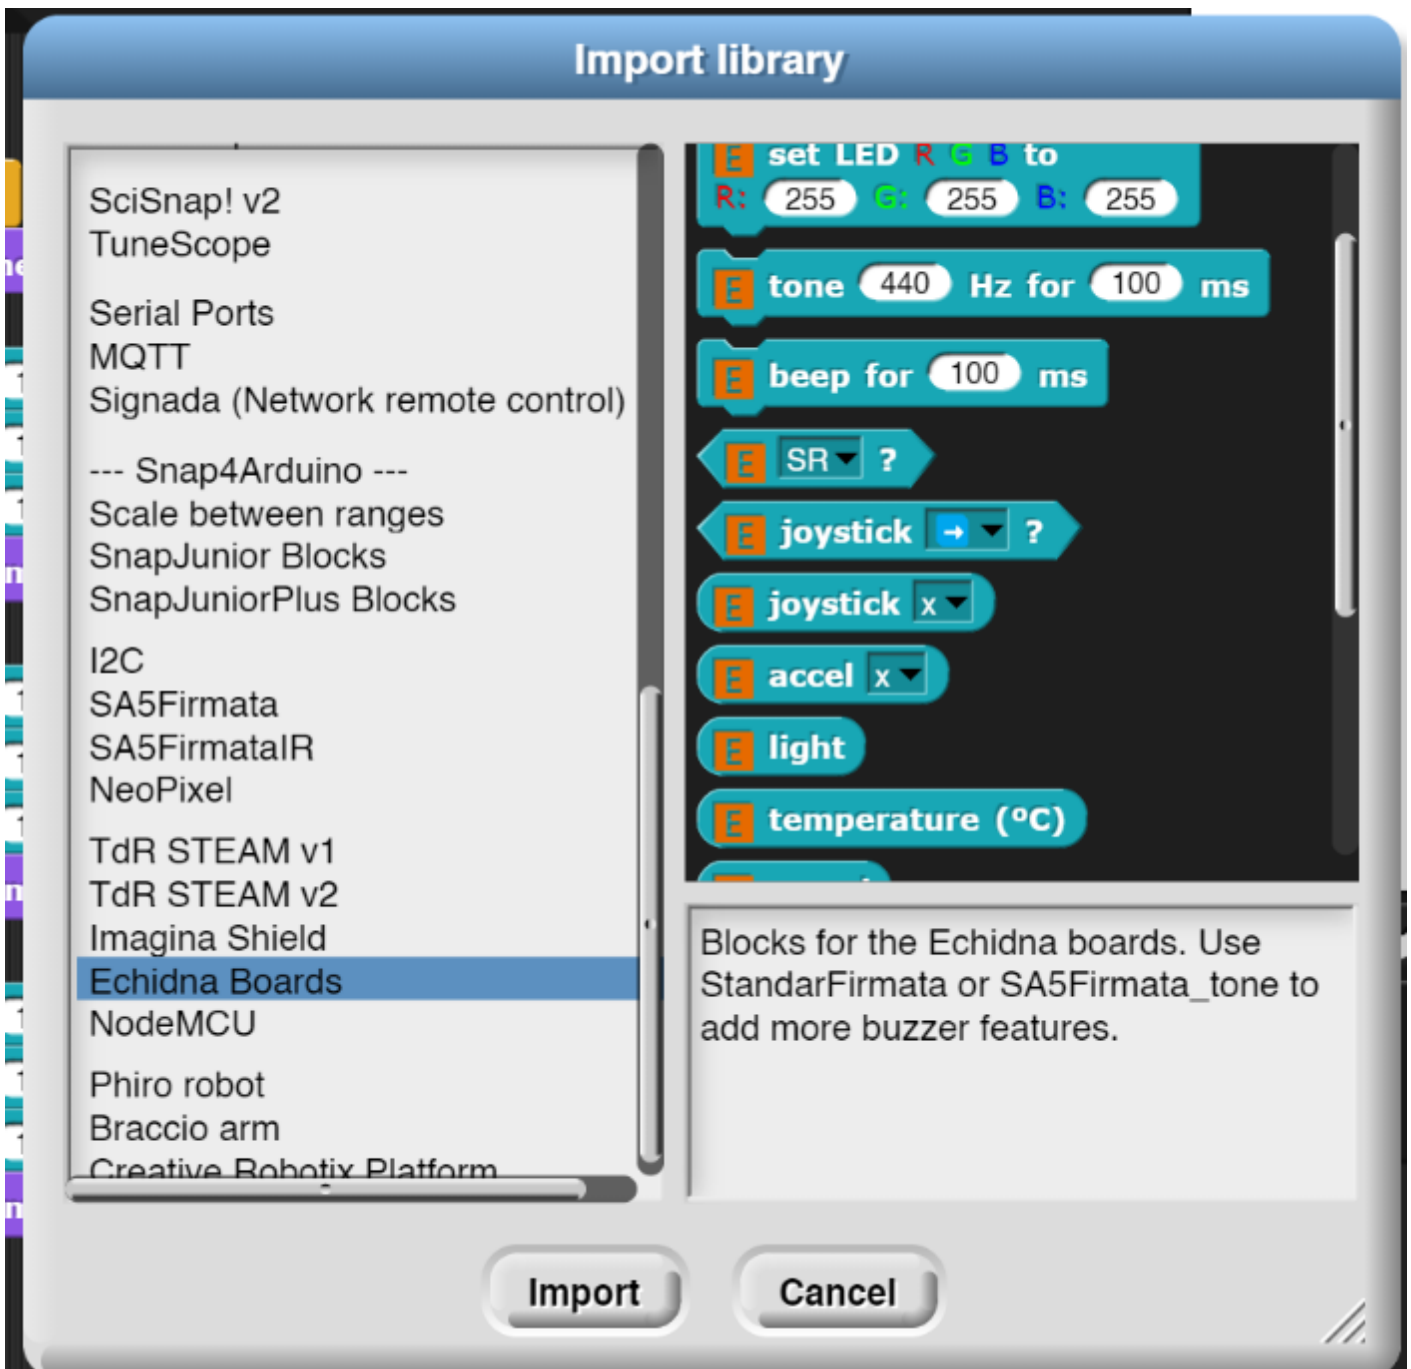 Import library
SciSnap! v2
TuneScope
Serial Ports
MQTT
Signada (Network remote control)
--- Snap4Arduino ---
Scale between ranges
SnapJunior Blocks
SnapJuniorPlus Blocks
I2C
SA5Firmata
SA5FirmataIR
NeoPixel
TdR STEAM v1
TdR STEAM v2
Imagina Shield
Echidna Boards
NodeMCU
Phiro robot
Braccio arm
Creative Robotix Platform
E set LED R G B to
R: 255 G: 255 B: 255
E tone 440 Hz for 100 ms
E beep for 100 ms
E SR ?
E joystick → ?
E joystick x
E accel x
E light
E temperature (ºC)
Blocks for the Echidna boards. Use
StandarFirmata or SA5Firmata_tone to
add more buzzer features.
Import
Cancel